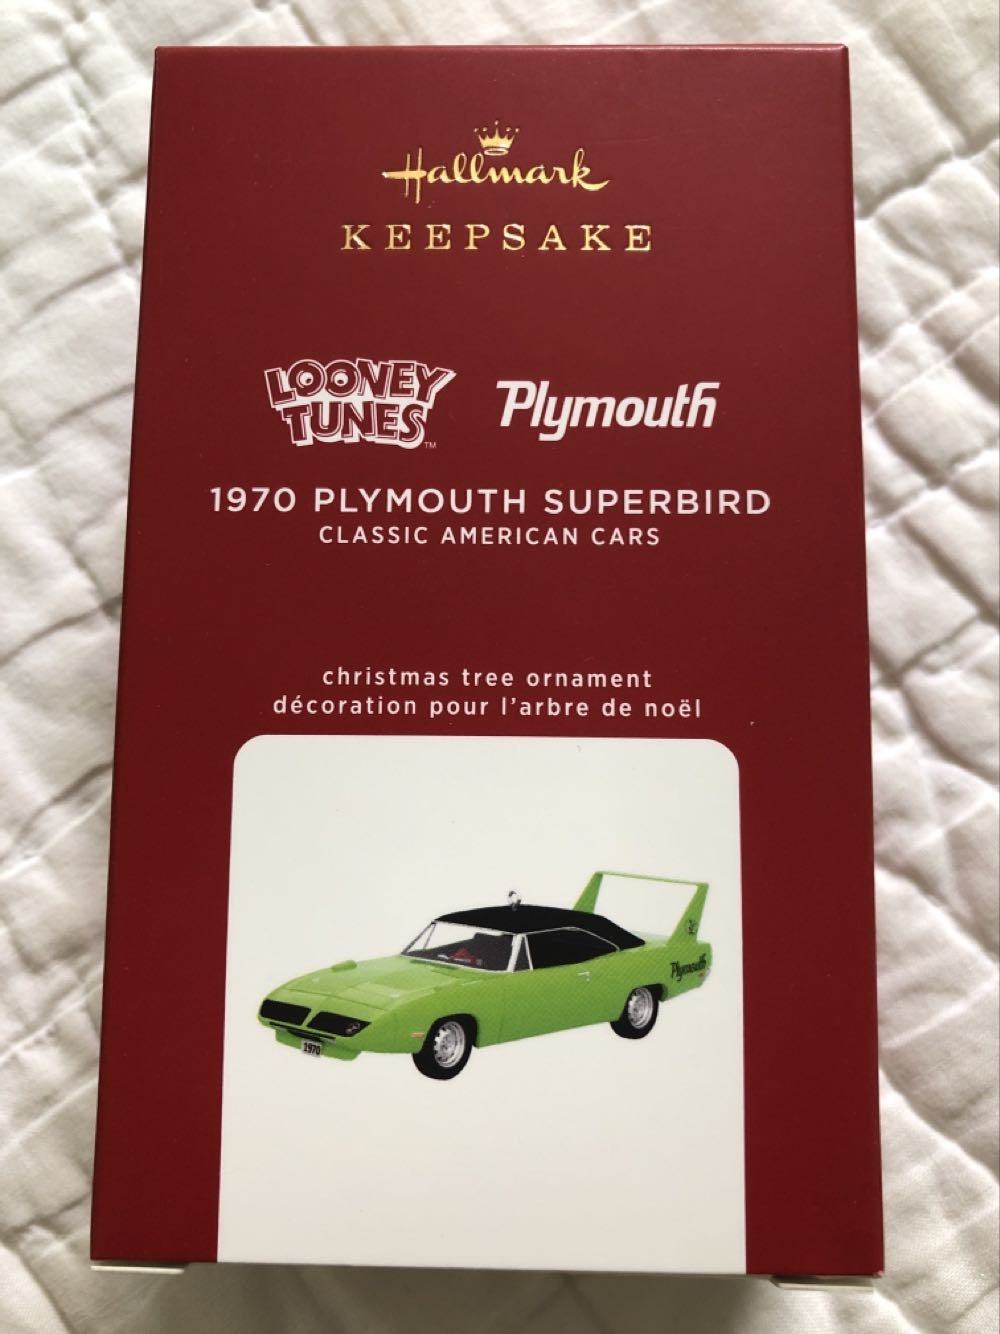 Hallmark
KEEPSAKE
LOONEY
TUNES™
Plymouth
1970 PLYMOUTH SUPERBIRD
CLASSIC AMERICAN CARS
christmas tree ornament
décoration pour l'arbre de noël
Plymouth
1970